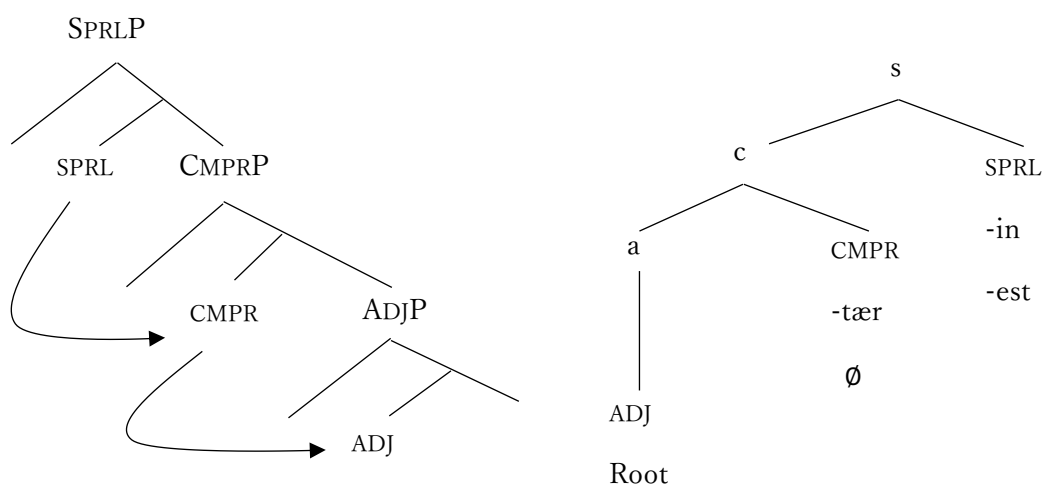 SPRLP
SPRL CMPRP
CMPR ADJP
ADJ
s
c SPRL
-in
a CMPR
-est
-tær
Ø
ADJ
Root